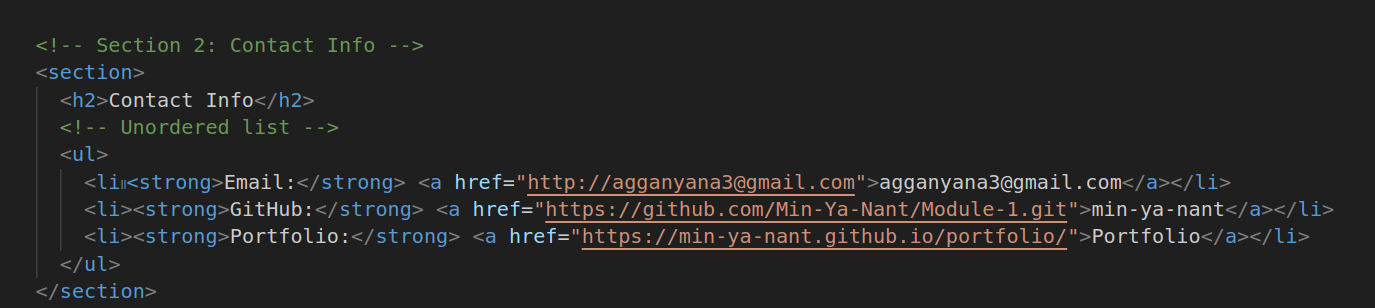 <!-- Section 2: Contact Info -->
<section>
<h2>Contact Info</h2>
<!-- Unordered list -->
<ul>
<li><strong>Email:</strong> <a href="http://agganyana3@gmail.com">agganyana3@gmail.com</a></li>
<li><strong>GitHub:</strong> <a href="https://github.com/Min-Ya-Nant/Module-1.git">min-ya-nant</a></li>
<li><strong>Portfolio:</strong> <a href="https://min-ya-nant.github.io/portfolio/">Portfolio</a></li>
</ul>
</section>